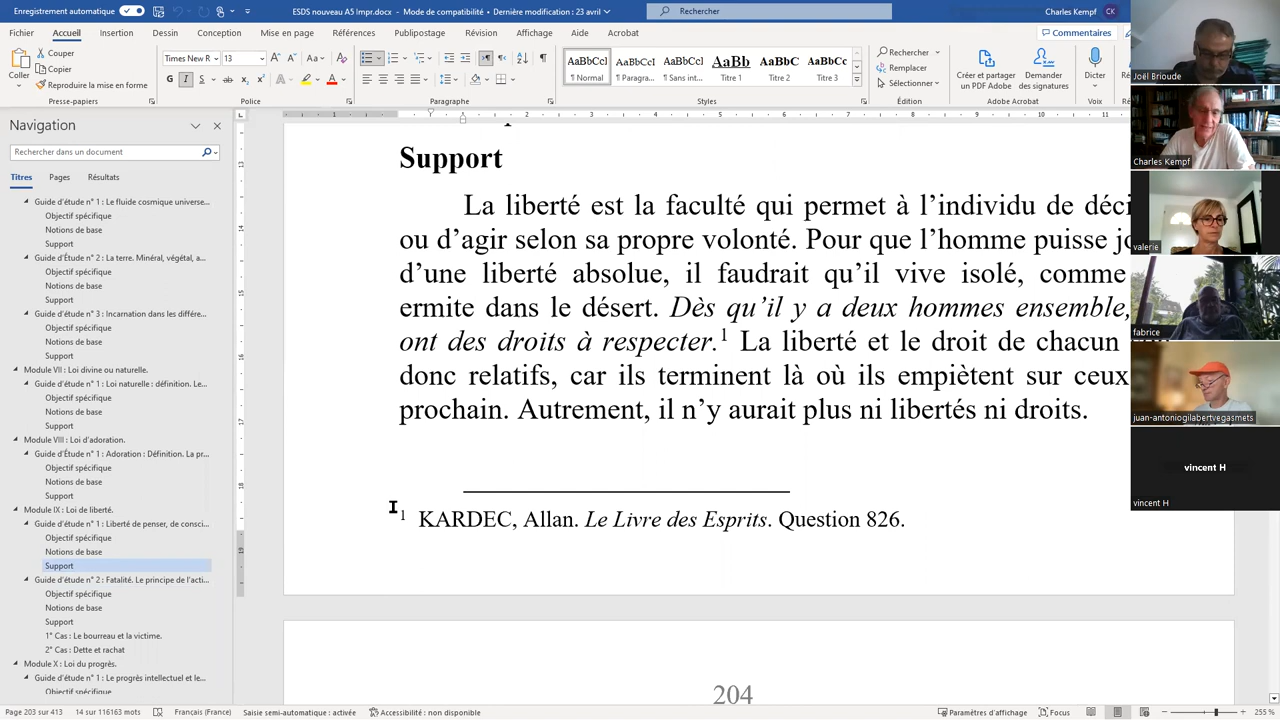 Enregistrement automatique
ESDS nouveau A5 Impr.docx - Mode de compatibilité • Dernière modification : 23 avril
Rechercher
Charles Kempf CK
Fichier Accueil Insertion Dessin Conception Mise en page Références Publipostage Révision Affichage Aide Acrobat Commentaires
Coller
Couper
Copier
Reproduire la mise en forme
Presse-papiers
Times New R 13
Police
Paragraphe
AaBbCcI AaBbCcI AaBbCcI AaBb AaBbC AaBbCc
¶ Normal ¶ Paragra... ¶ Sans int... Titre 1 Titre 2 Titre 3
Styles
Rechercher
Remplacer
Sélectionner
Édition
Créer et partager un PDF Adobe
Demander des signatures
Adobe Acrobat
Dicter
Voix
Navigation
Rechercher dans un document
Titres Pages Résultats
Guide d'étude n° 1 : Le fluide cosmique universe...
Objectif spécifique
Notions de base
Support
Guide d'Étude n° 2 : La terre. Minéral, végétal, a...
Objectif spécifique
Notions de base
Support
Guide d'étude n° 3 : Incarnation dans les différe...
Objectif spécifique
Notions de base
Support
Module VII : Loi divine ou naturelle.
Guide d'étude n° 1 : Loi naturelle : définition. Le...
Objectif spécifique
Notions de base
Support
Module VIII : Loi d'adoration.
Guide d'Étude n° 1 : Adoration : Définition. La pr...
Objectif spécifique
Notions de base
Support
Module IX : Loi de liberté.
Guide d'étude n° 1 : Liberté de penser, de consci...
Objectif spécifique
Notions de base
Support
Guide d'étude n° 2 : Fatalité. Le principe de l'acti...
Objectif spécifique
Notions de base
Support
1° Cas : Le bourreau et la victime.
2° Cas : Dette et rachat
Module X : Loi du progrès.
Guide d'étude n° 1 : Le progrès intellectuel et le...
Objectif spécifique
Support
La liberté est la faculté qui permet à l'individu de déci
ou d'agir selon sa propre volonté. Pour que l'homme puisse jo
d'une liberté absolue, il faudrait qu'il vive isolé, comme
ermite dans le désert. Dès qu'il y a deux hommes ensemble,
ont des droits à respecter.1 La liberté et le droit de chacun
donc relatifs, car ils terminent là où ils empiètent sur ceux
prochain. Autrement, il n'y aurait plus ni libertés ni droits.
1 KARDEC, Allan. Le Livre des Esprits. Question 826.
204
Joël Brioude
Charles Kempf
valerie
fabrice
juan-antoniogilabertvegasmets
vincent H
vincent H
Page 203 sur 413 14 sur 116163 mots Français (France) Saisie semi-automatique : activée Accessibilité : non disponible Paramètres d'affichage Focus 255 %